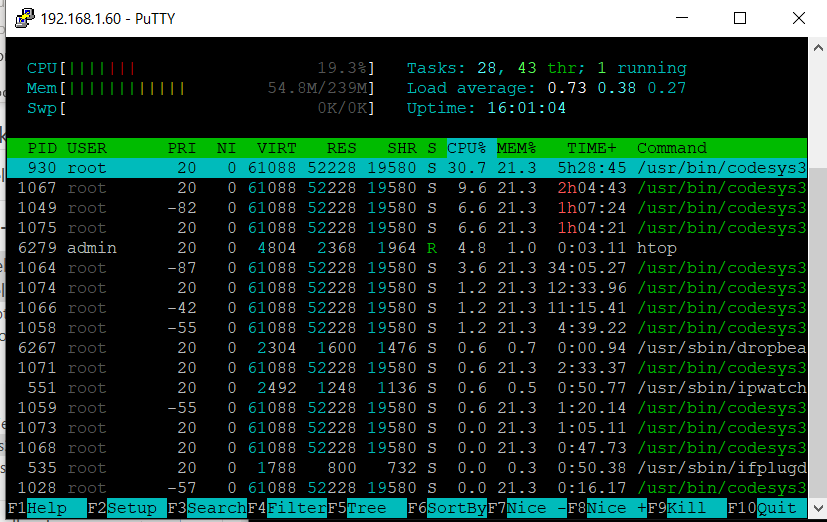 192.168.1.60 - PuTTY
CPU[||||||| 19.3%] Tasks: 28, 43 thr; 1 running
Mem[|||||||||||| 54.8M/239M] Load average: 0.73 0.38 0.27
Swp[ 0K/0K] Uptime: 16:01:04
PID USER PRI NI VIRT RES SHR S CPU% MEM% TIME+ Command
930 root 20 0 61088 52228 19580 S 30.7 21.3 5h28:45 /usr/bin/codesys3
1067 root 20 0 61088 52228 19580 S 9.6 21.3 2h04:43 /usr/bin/codesys3
1049 root -82 0 61088 52228 19580 S 6.6 21.3 1h07:24 /usr/bin/codesys3
1075 root 20 0 61088 52228 19580 S 6.6 21.3 1h04:21 /usr/bin/codesys3
6279 admin 20 0 4804 2368 1964 R 4.8 1.0 0:03.11 htop
1064 root -87 0 61088 52228 19580 S 3.6 21.3 34:05.27 /usr/bin/codesys3
1074 root 20 0 61088 52228 19580 S 1.2 21.3 12:33.96 /usr/bin/codesys3
1066 root -42 0 61088 52228 19580 S 1.2 21.3 11:15.41 /usr/bin/codesys3
1058 root -55 0 61088 52228 19580 S 1.2 21.3 4:39.22 /usr/bin/codesys3
6267 root 20 0 2304 1600 1476 S 0.6 0.7 0:00.94 /usr/sbin/dropbea
1071 root 20 0 61088 52228 19580 S 0.6 21.3 2:33.37 /usr/bin/codesys3
551 root 20 0 2492 1248 1136 S 0.6 0.5 0:50.77 /usr/sbin/ipwatch
1059 root -55 0 61088 52228 19580 S 0.6 21.3 1:20.14 /usr/bin/codesys3
1073 root 20 0 61088 52228 19580 S 0.0 21.3 1:05.11 /usr/bin/codesys3
1068 root 20 0 61088 52228 19580 S 0.0 21.3 0:47.73 /usr/bin/codesys3
535 root 20 0 1788 800 732 S 0.0 0.3 0:50.38 /usr/sbin/ifplugd
1028 root -57 0 61088 52228 19580 S 0.0 21.3 0:16.17 /usr/bin/codesys3
F1Help F2Setup F3SearchF4FilterF5Tree F6SortByF7Nice -F8Nice +F9Kill F10Quit